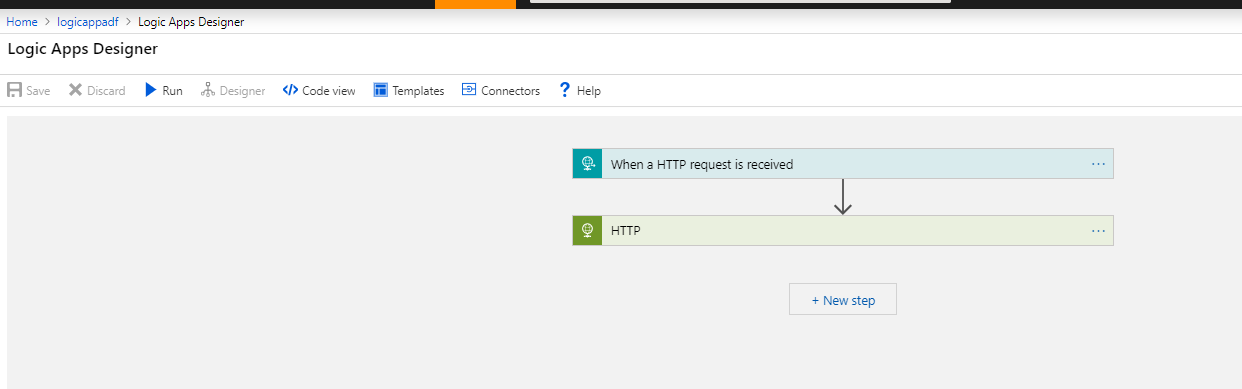 Home > logicappadf > Logic Apps Designer
Logic Apps Designer
Save Discard Run Designer Code view Templates Connectors ? Help
When a HTTP request is received ...
HTTP ...
+ New step